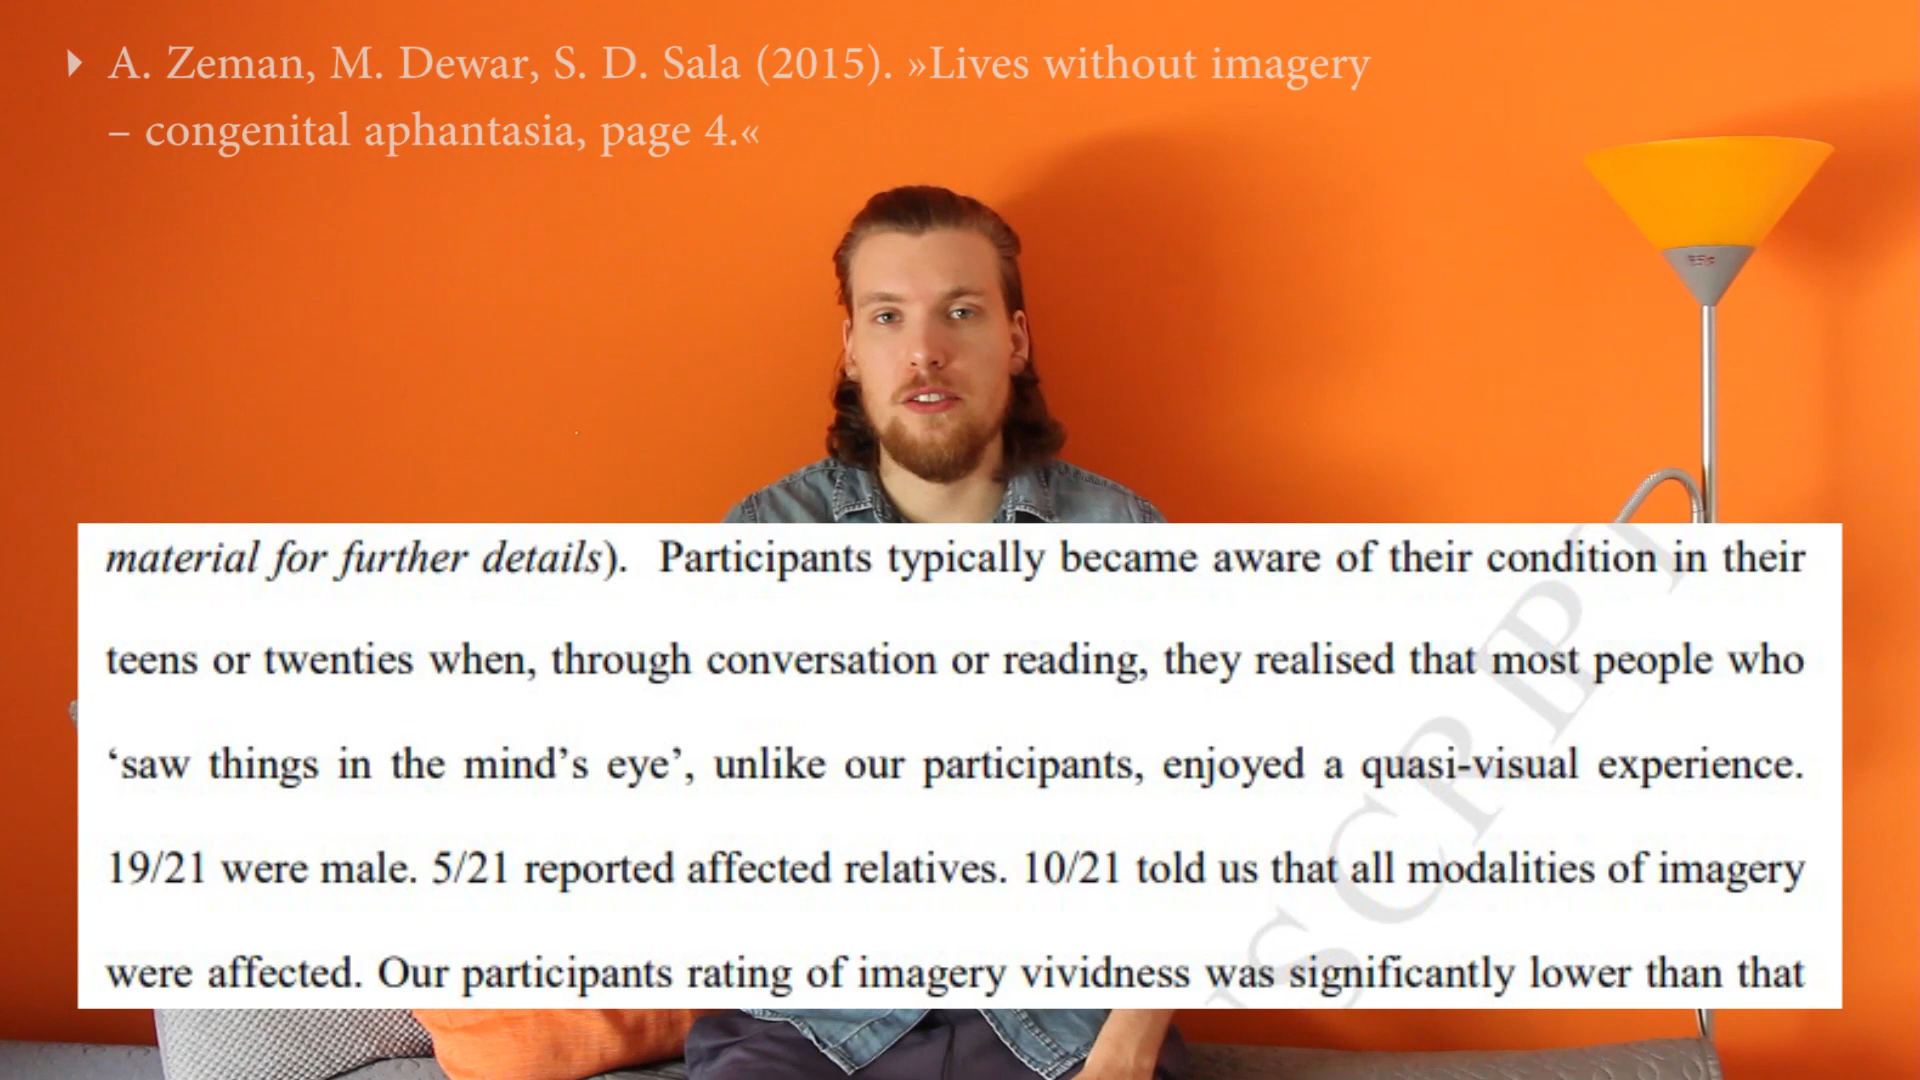 A. Zeman, M. Dewar, S. D. Sala (2015). »Lives without imagery
– congenital aphantasia, page 4.«
material for further details). Participants typically became aware of their condition in their
teens or twenties when, through conversation or reading, they realised that most people who
‘saw things in the mind’s eye’, unlike our participants, enjoyed a quasi-visual experience.
19/21 were male. 5/21 reported affected relatives. 10/21 told us that all modalities of imagery
were affected. Our participants rating of imagery vividness was significantly lower than that